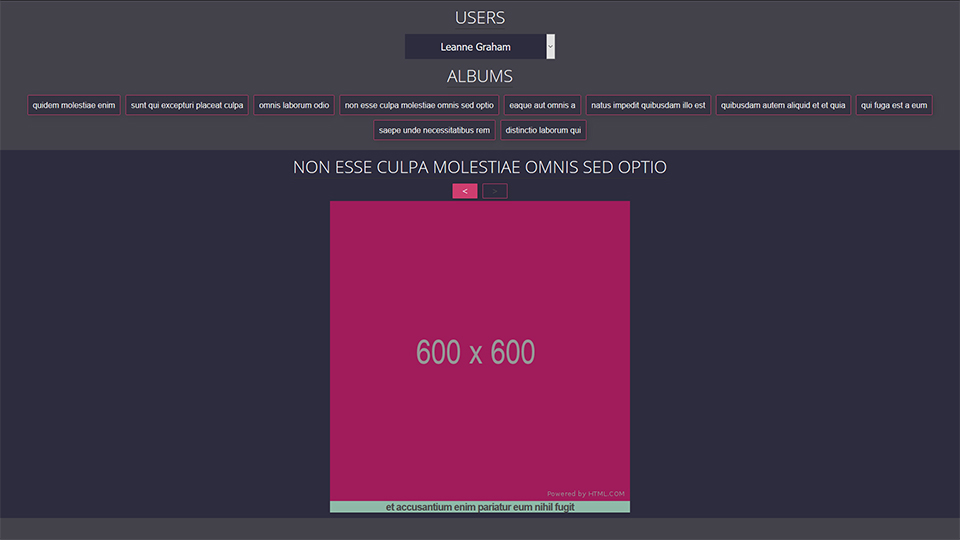 USERS
Leanne Graham
ALBUMS
quidem molestiae enim sunt qui excepturi placeat culpa omnis laborum odio non esse culpa molestiae omnis sed optio eaque aut omnis a natus impedit quibusdam illo est quibusdam autem aliquid et et quia qui fuga est a eum
saepe unde necessitatibus rem distinctio laborum qui
NON ESSE CULPA MOLESTIAE OMNIS SED OPTIO
< >
600 x 600
Powered by HTML.COM
et accusantium enim pariatur eum nihil fugit